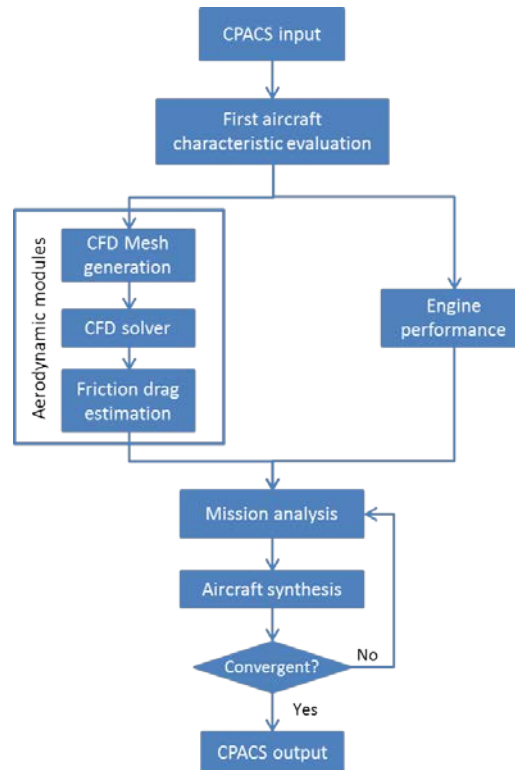 CPACS input
First aircraft
characteristic evaluation
Aerodynamic modules
CFD Mesh
generation
CFD solver
Friction drag
estimation
Engine
performance
Mission analysis
Aircraft synthesis
Convergent?
No
Yes
CPACS output